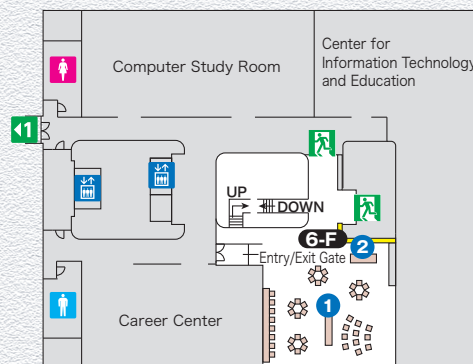 Computer Study Room
Center for
Information Technology
and Education
1
UP
DOWN
6-F
2
Entry/Exit Gate
1
Career Center